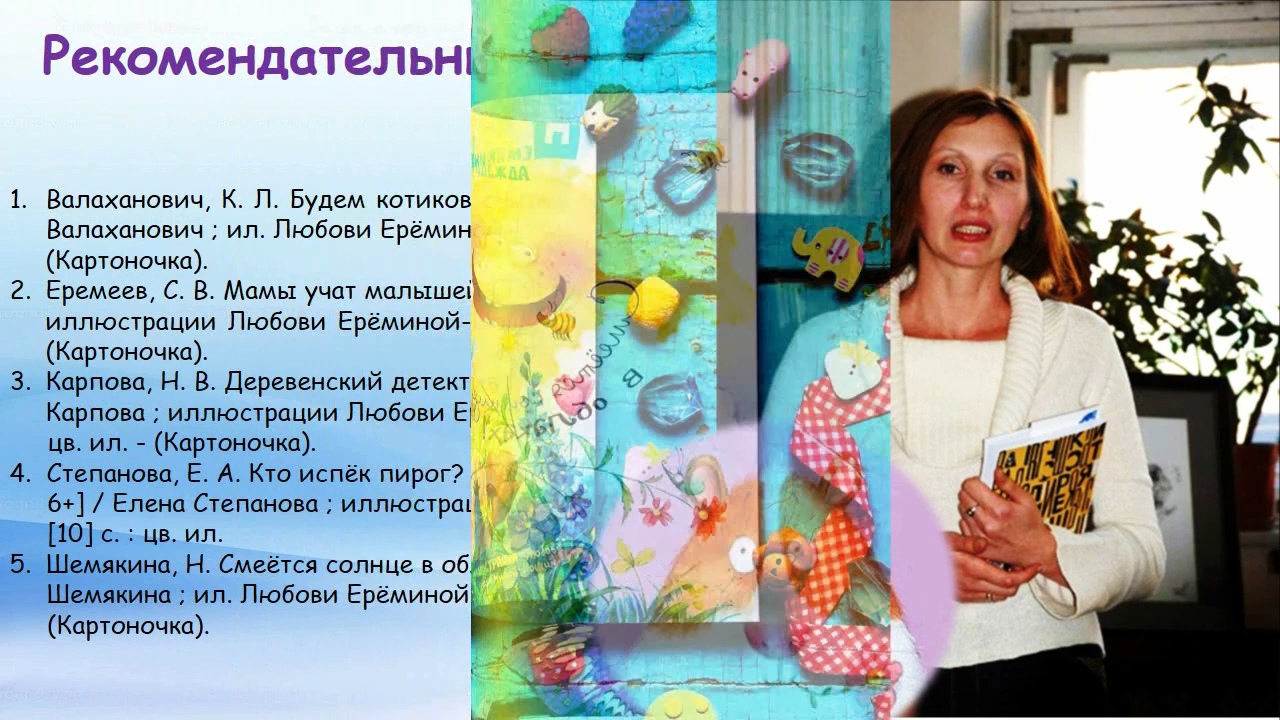 Рекомендательны
1. Валаханович, К. Л. Будем котиков
Валаханович ; ил. Любови Ерёмин
(Картоночка).
2. Еремеев, С. В. Мамы учат малышей
иллюстрации Любови Ерёминой-
(Картоночка).
3. Карпова, Н. В. Деревенский детект
Карпова ; иллюстрации Любови Е
цв. ил. - (Картоночка).
4. Степанова, Е. А. Кто испёк пирог?
6+] / Елена Степанова ; иллюстрац
[10] с. : цв. ил.
5. Шемякина, Н. Смеётся солнце в об
Шемякина ; ил. Любови Ерёминой
(Картоночка).